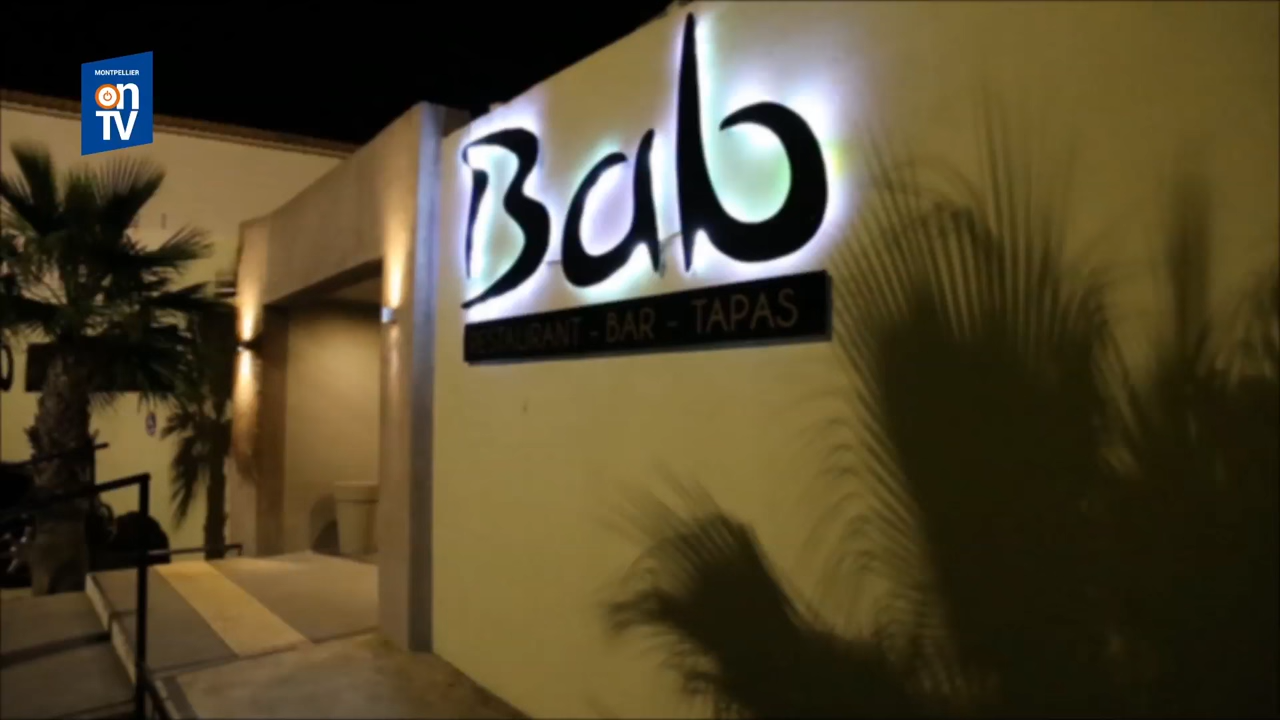 MONTPELLIER
on
TV
Bab
RESTAURANT - BAR - TAPAS